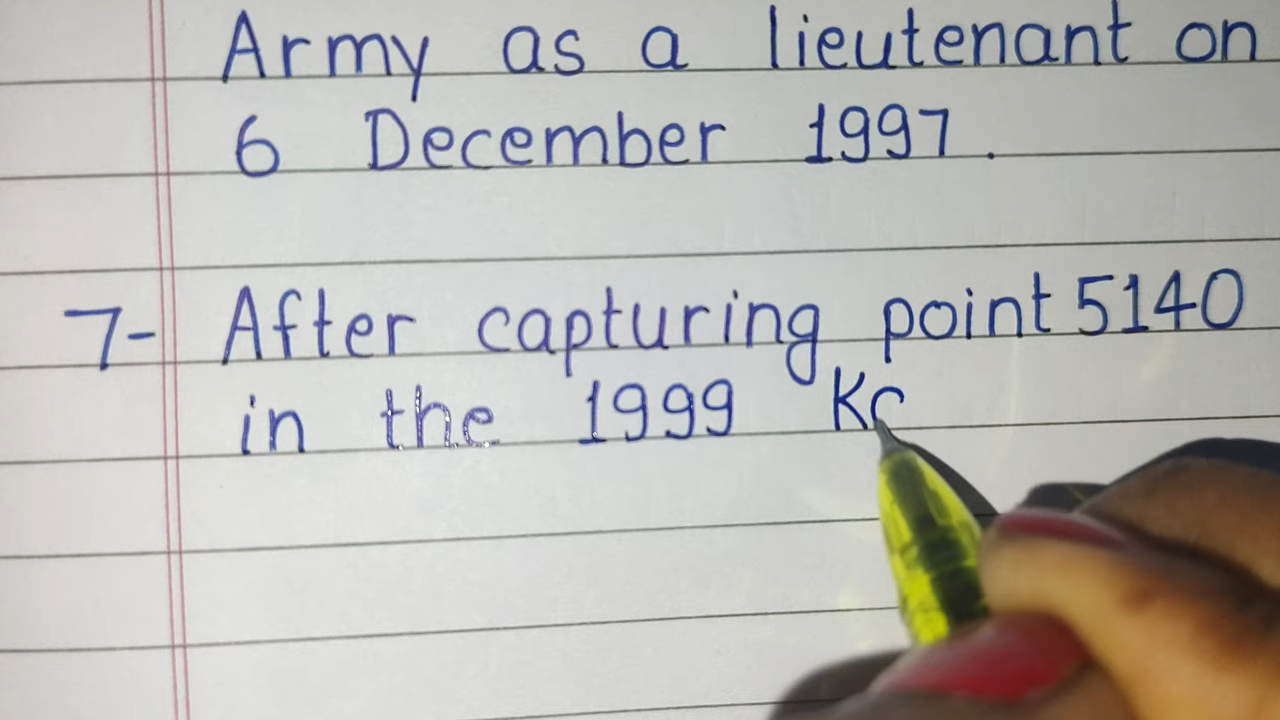 Army as a lieutenant on
6 December 1997.
7- After capturing point 5140
in the 1999 K